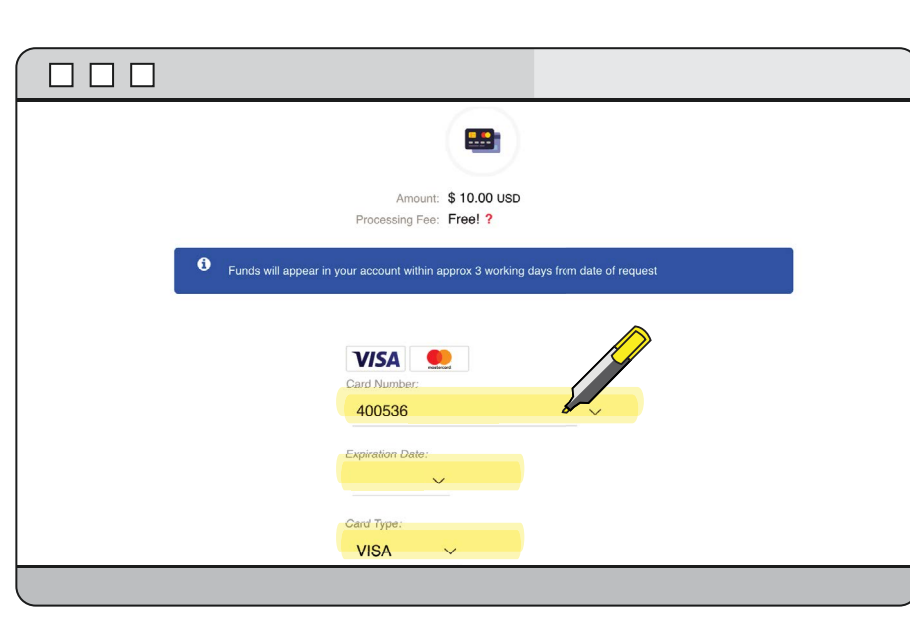 Amount: $ 10.00 USD
Processing Fee: Free! ?
Funds will appear in your account within approx 3 working days from date of request
VISA mastercard
Card Number:
400536
Expiration Date:
Card Type:
VISA